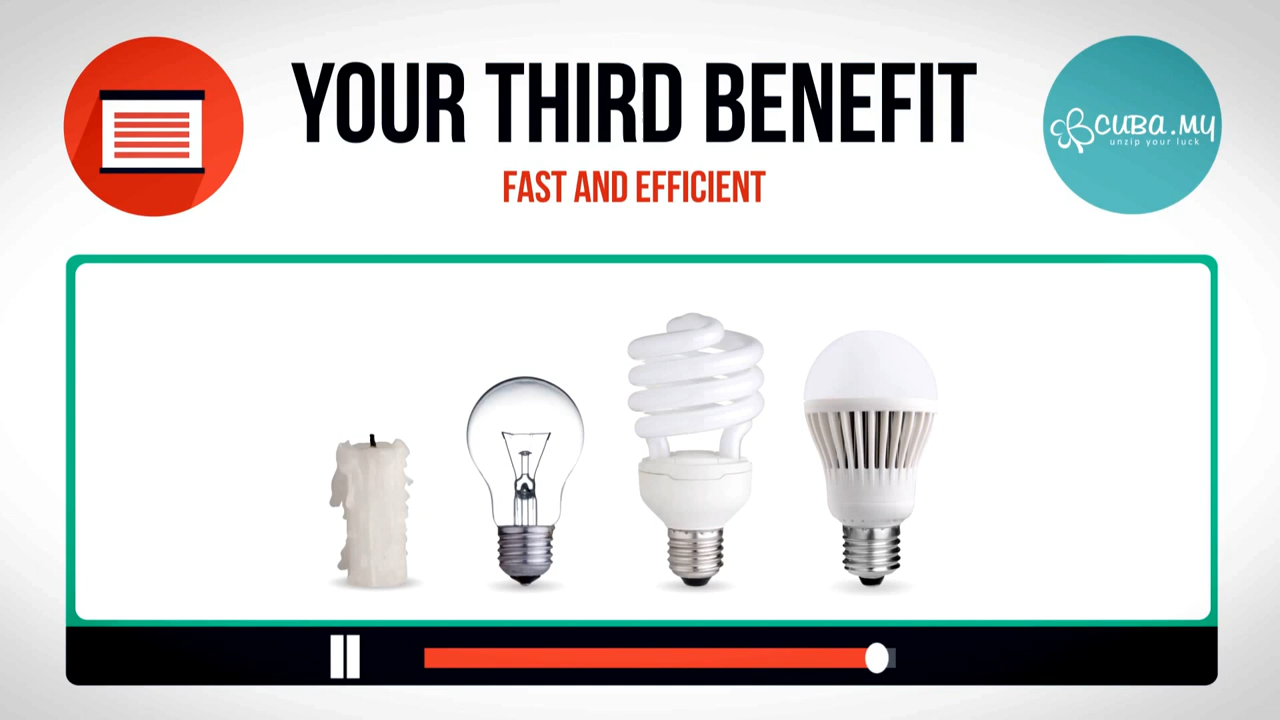 YOUR THIRD BENEFIT
FAST AND EFFICIENT
cuba.my
unzip your luck